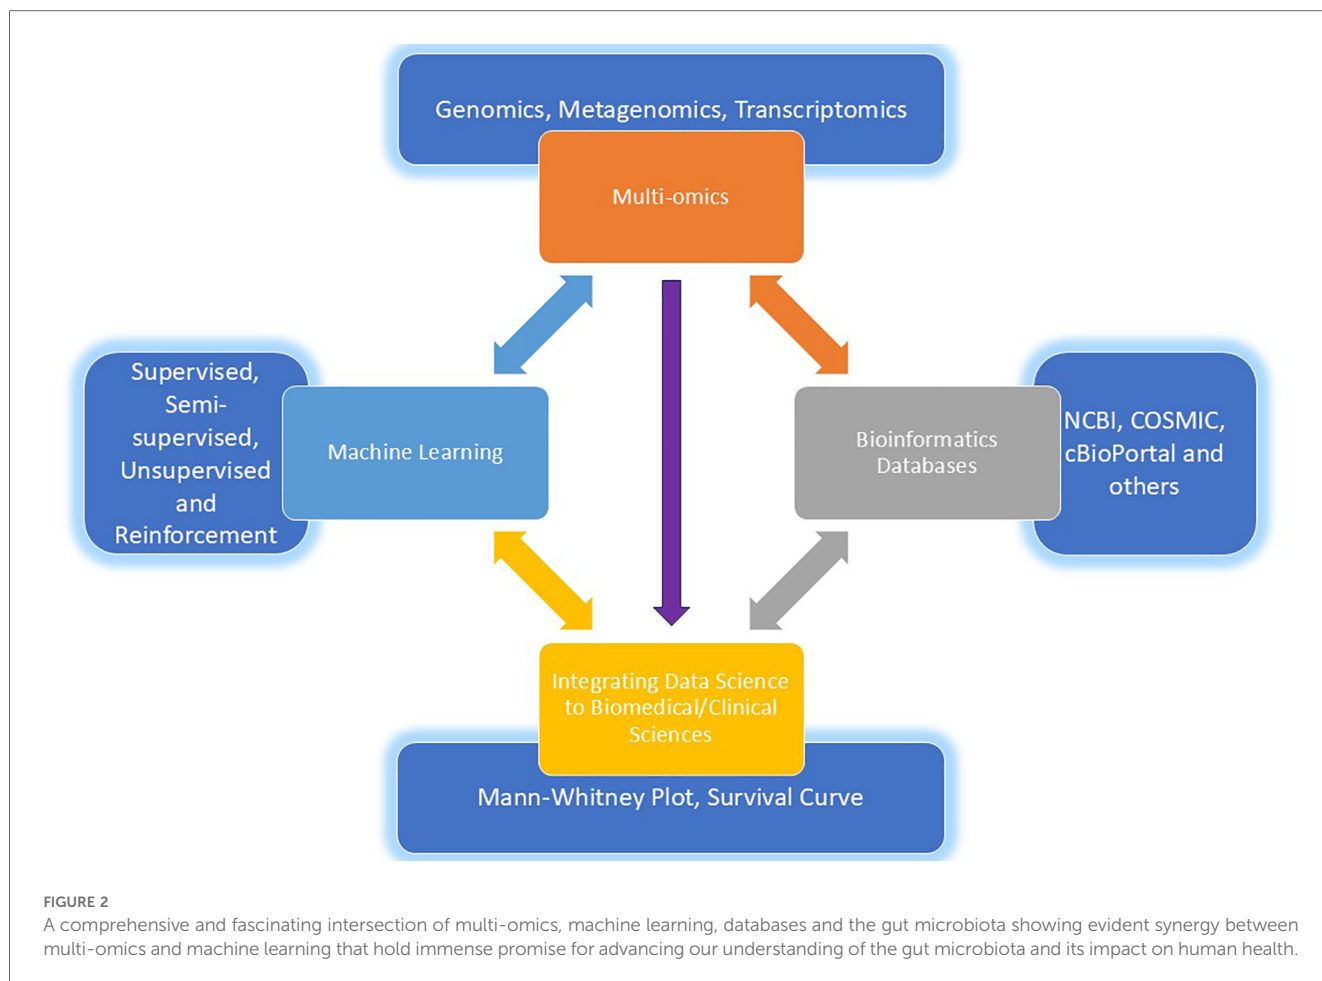 Genomics, Metagenomics, Transcriptomics
Multi-omics
Supervised,
Semi-
supervised,
Unsupervised
and
Reinforcement
Machine Learning
Bioinformatics
Databases
NCBI, COSMIC,
cBioPortal and
others
Integrating Data Science
to Biomedical/Clinical
Sciences
Mann-Whitney Plot, Survival Curve
FIGURE 2
A comprehensive and fascinating intersection of multi-omics, machine learning, databases and the gut microbiota showing evident synergy between
multi-omics and machine learning that hold immense promise for advancing our understanding of the gut microbiota and its impact on human health.